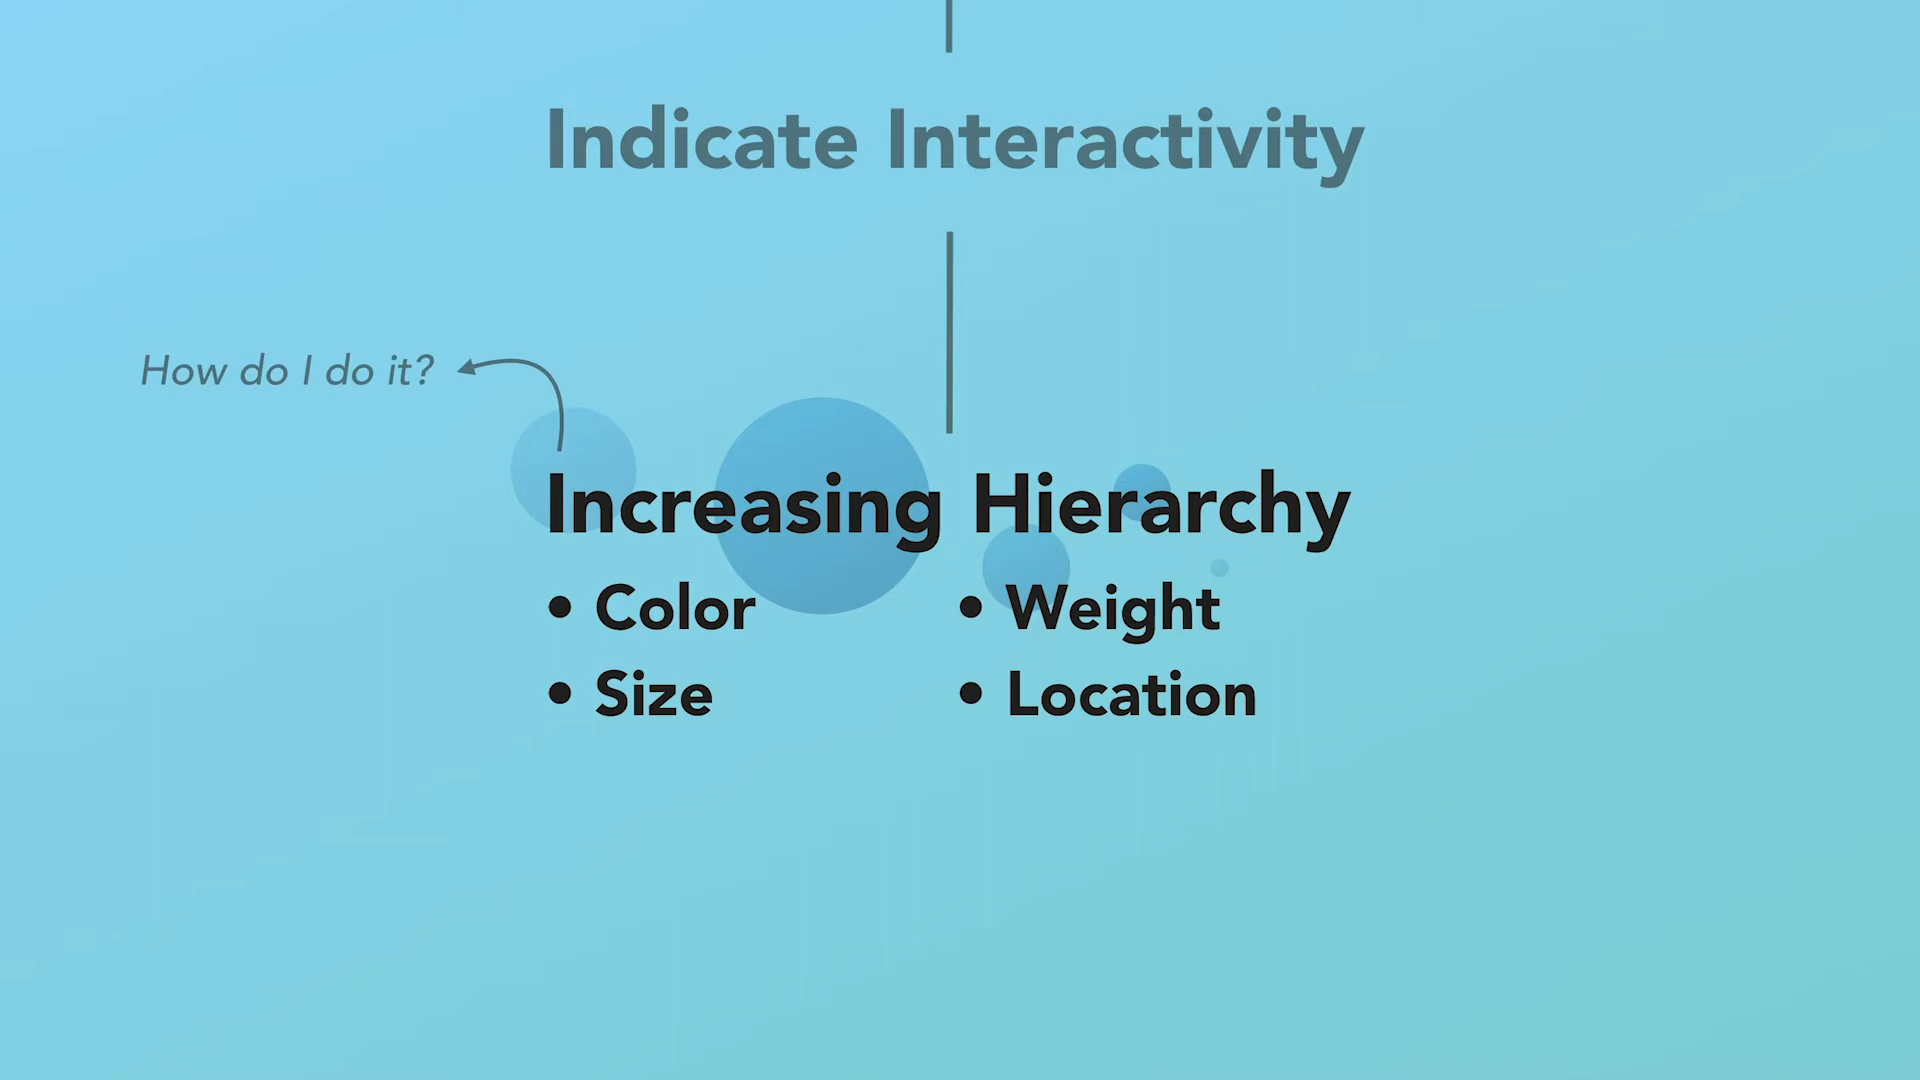 Indicate Interactivity
How do I do it?
Increasing Hierarchy
• Color
• Weight
• Size
• Location